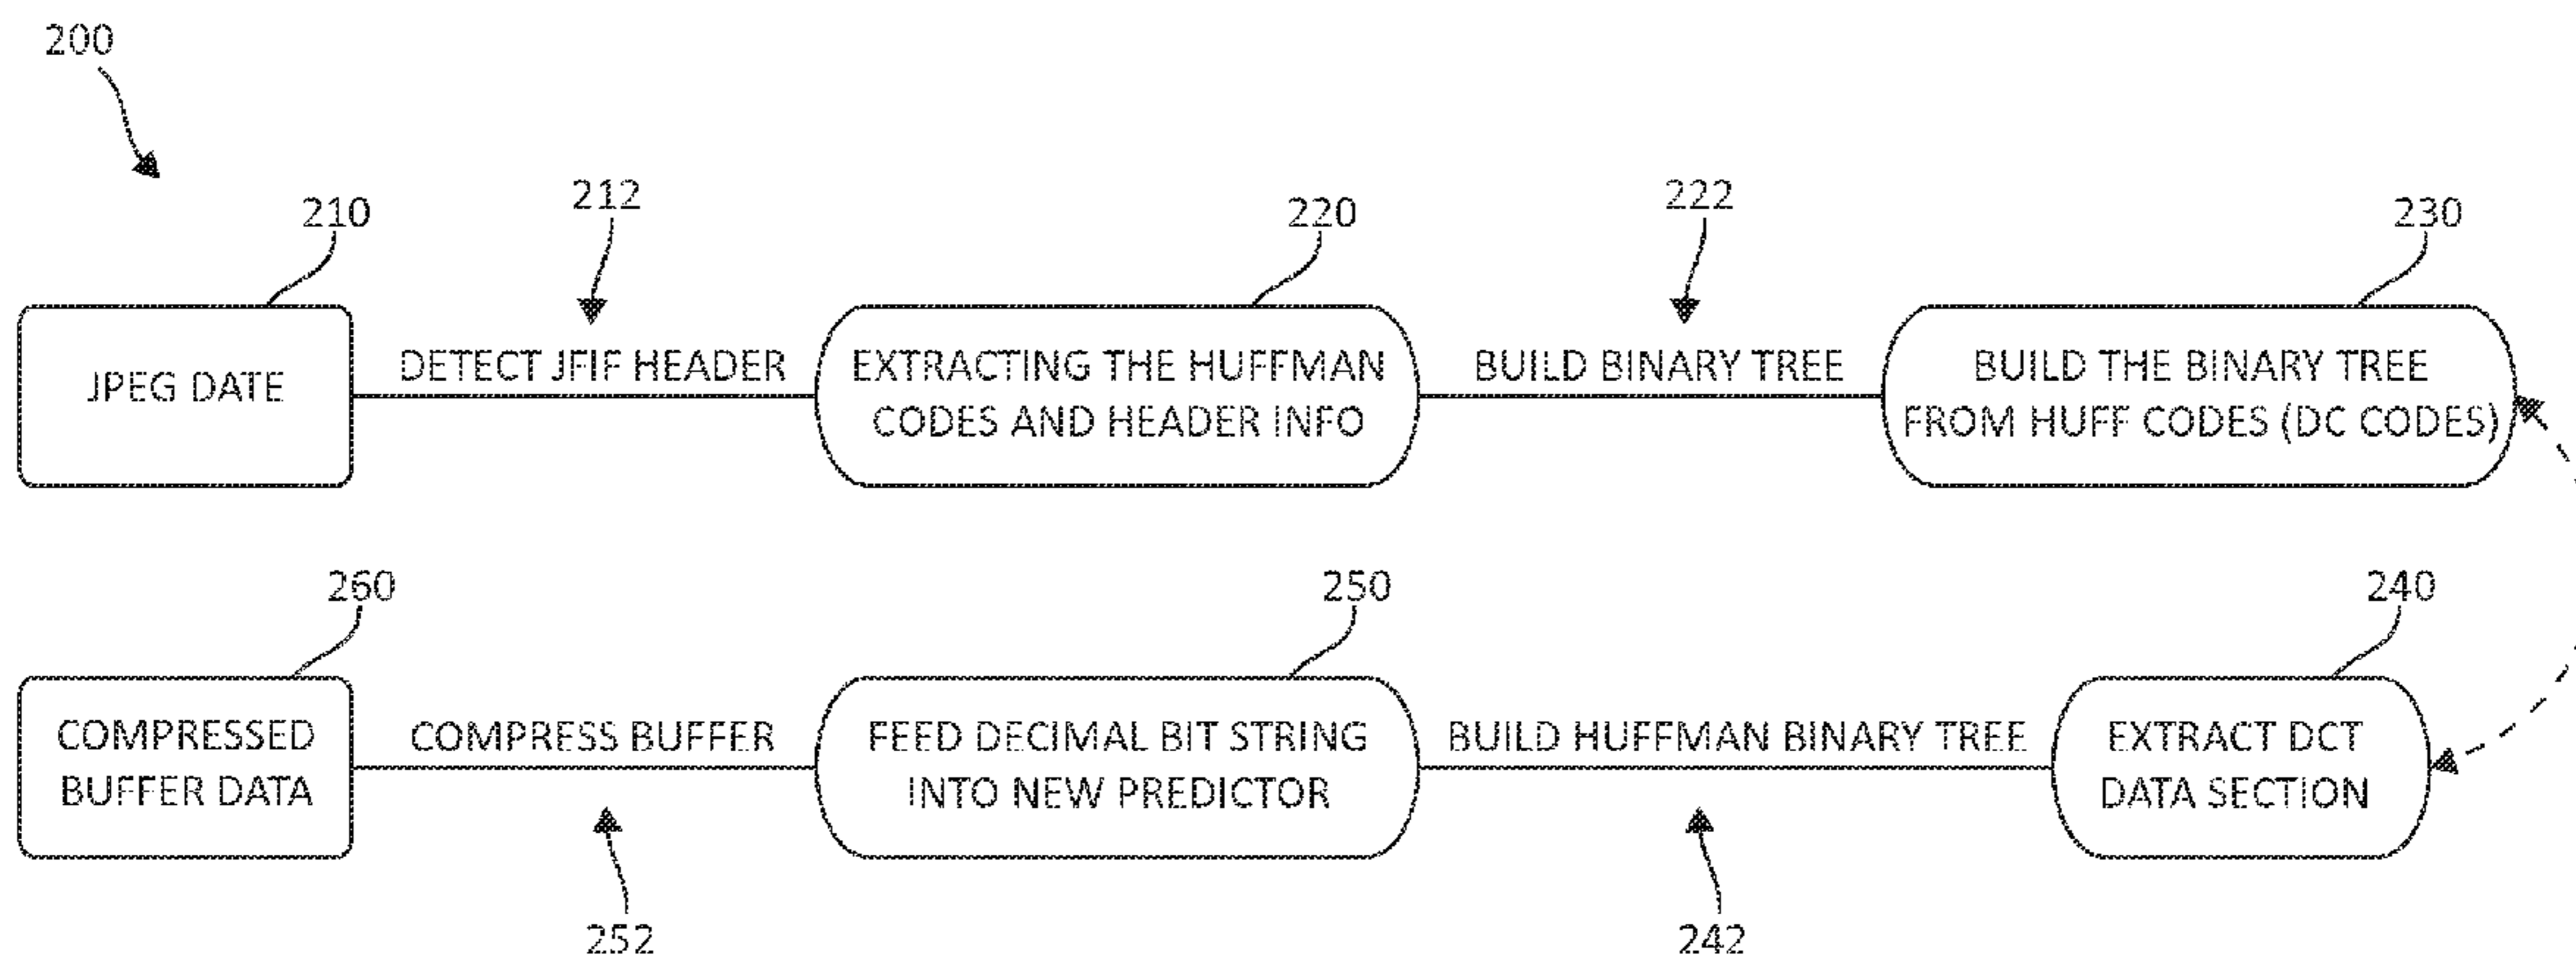 200
210
212
220
222
230
JPEG DATE
DETECT JFIF HEADER
EXTRACTING THE HUFFMAN
CODES AND HEADER INFO
BUILD BINARY TREE
BUILD THE BINARY TREE
FROM HUFF CODES (DC CODES)
260
250
240
COMPRESSED
BUFFER DATA
COMPRESS BUFFER
FEED DECIMAL BIT STRING
INTO NEW PREDICTOR
BUILD HUFFMAN BINARY TREE
EXTRACT DCT
DATA SECTION
252
242